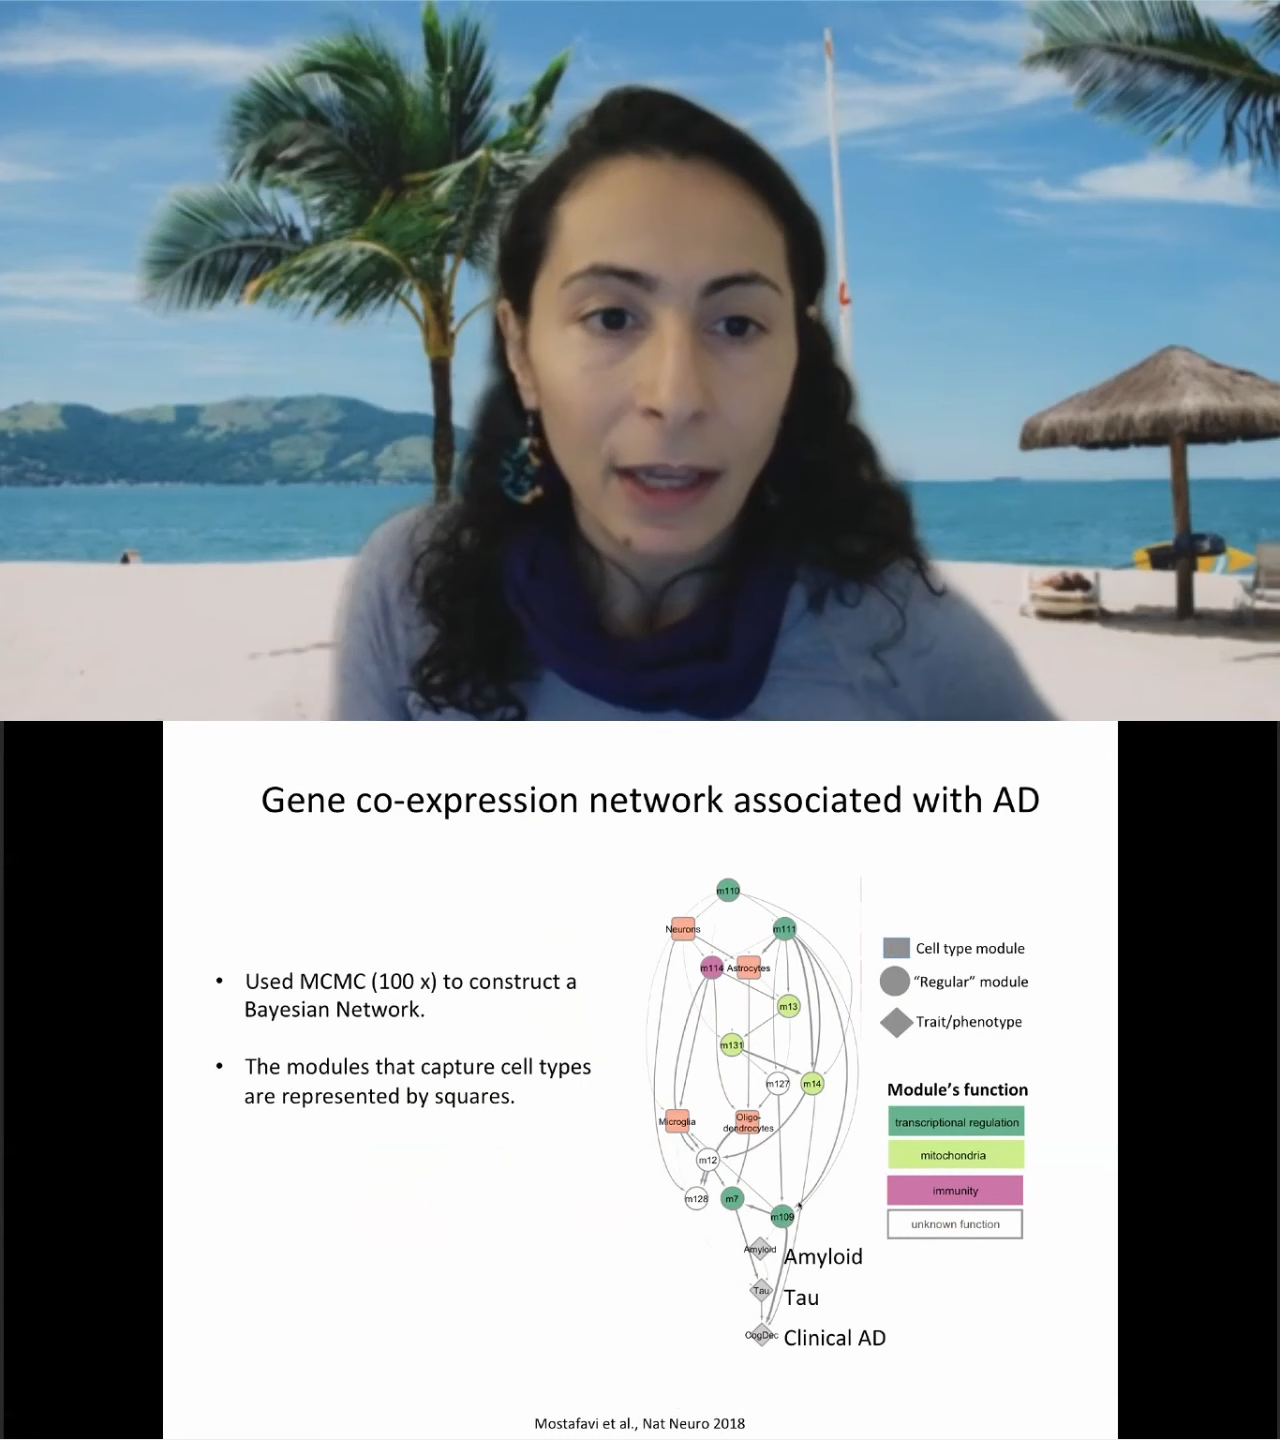 Gene co-expression network associated with AD
• Used MCMC (100 x) to construct a
Bayesian Network.
• The modules that capture cell types
are represented by squares.
m110
Neurons
m111
m114
Astrocytes
m13
m131
m127
m14
Microglia
Oligo-
dendrocytes
m12
m128
m7
m109
Amyloid
Amyloid
Tau
Tau
CogDec
Clinical AD
Cell type module
“Regular” module
Trait/phenotype
Module’s function
transcriptional regulation
mitochondria
immunity
unknown function
Mostafavi et al., Nat Neuro 2018